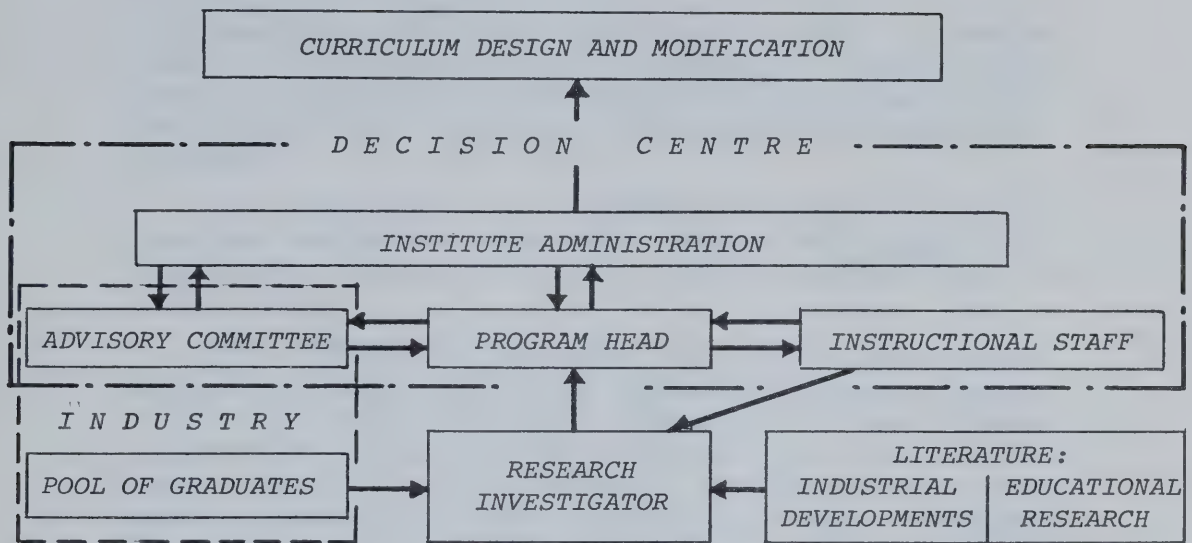 CURRICULUM DESIGN AND MODIFICATION
DECISION CENTRE
INSTITUTE ADMINISTRATION
ADVISORY COMMITTEE
PROGRAM HEAD
INSTRUCTIONAL STAFF
INDUSTRY
POOL OF GRADUATES
RESEARCH
INVESTIGATOR
LITERATURE:
INDUSTRIAL
DEVELOPMENTS
EDUCATIONAL
RESEARCH